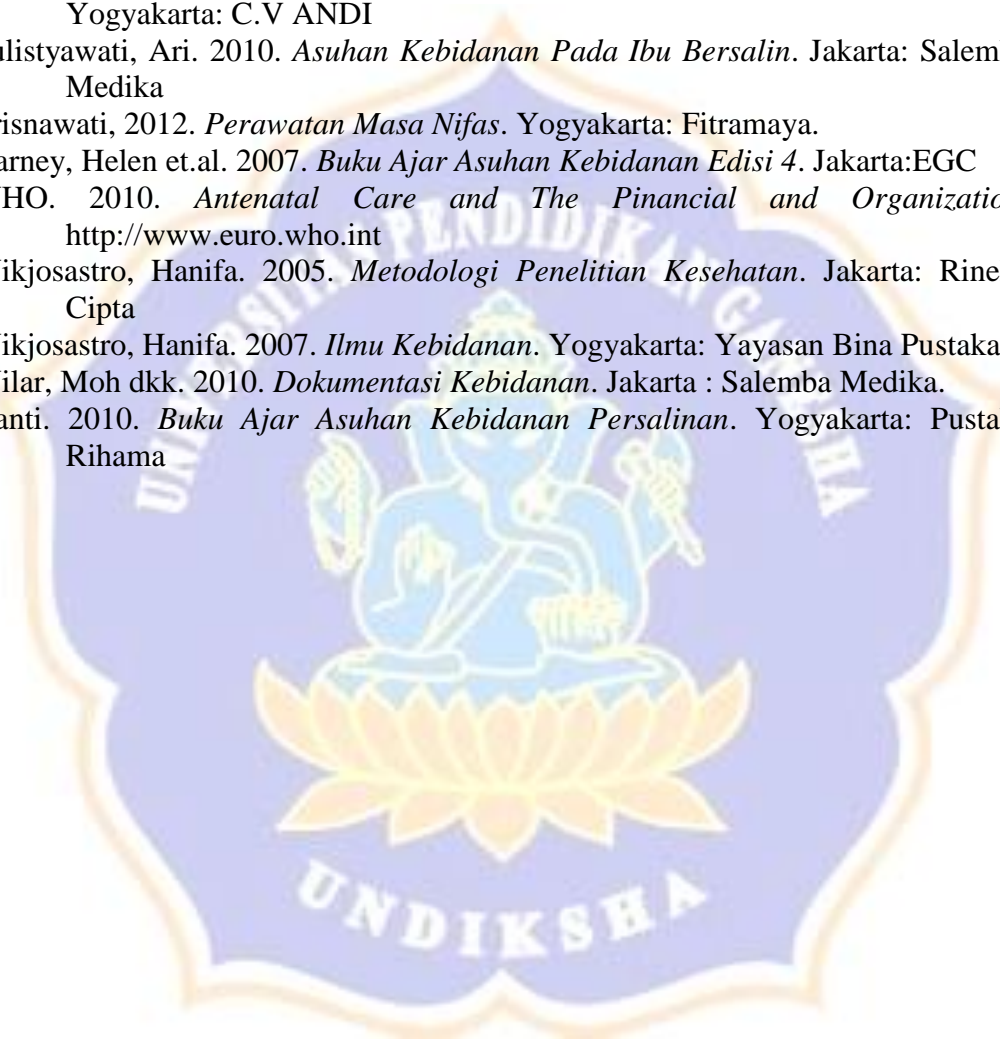 Yogyakarta: C.V ANDI
ulistyawati, Ari. 2010. Asuhan Kebidanan Pada Ibu Bersalin. Jakarta: Salem
Medika
risnawati, 2012. Perawatan Masa Nifas. Yogyakarta: Fitramaya.
arney, Helen et.al. 2007. Buku Ajar Asuhan Kebidanan Edisi 4. Jakarta:EGC
HO. 2010. Antenatal Care and The Pinancial and Organizatio
http://www.euro.who.int
ikjosastro, Hanifa. 2005. Metodologi Penelitian Kesehatan. Jakarta: Rine
Cipta
ikjosastro, Hanifa. 2007. Ilmu Kebidanan. Yogyakarta: Yayasan Bina Pustaka
ilar, Moh dkk. 2010. Dokumentasi Kebidanan. Jakarta : Salemba Medika.
anti. 2010. Buku Ajar Asuhan Kebidanan Persalinan. Yogyakarta: Pusta
Rihama
UNIVERSITAS PENDIDIKAN GANESHA
UNDIKSHA